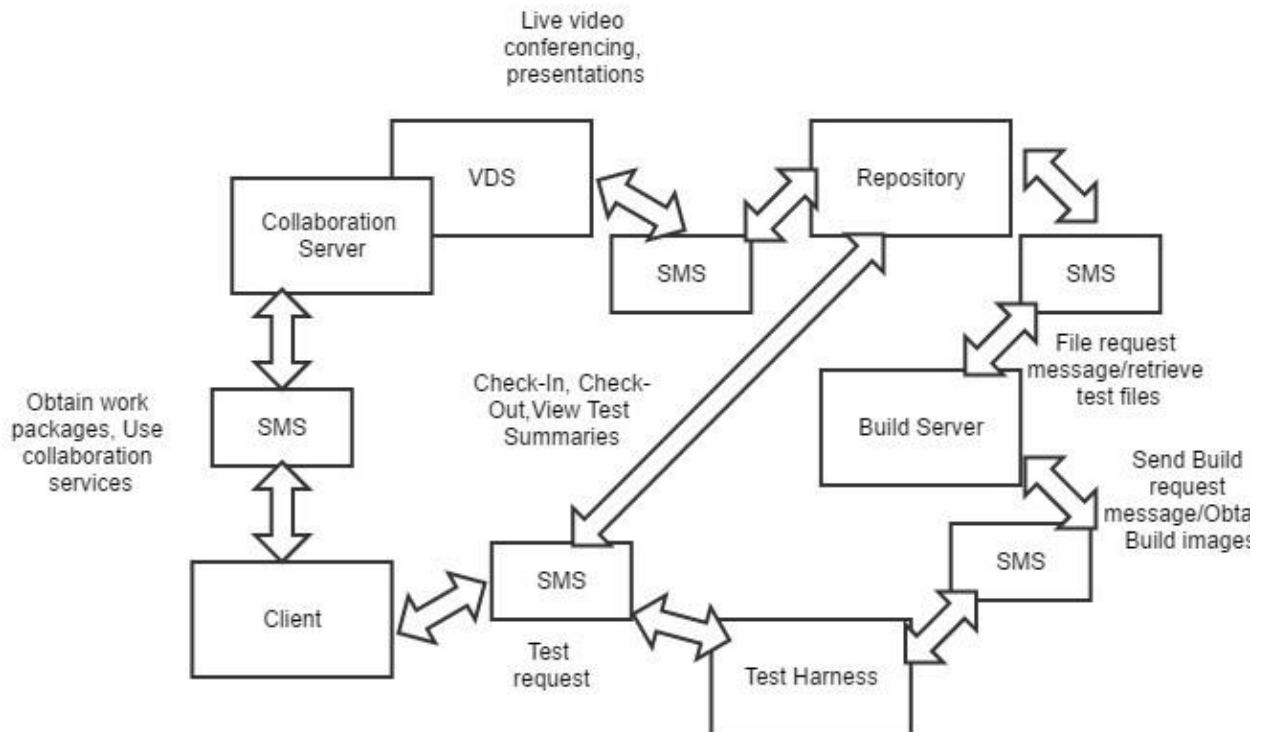 Live video
conferencing,
presentations
VDS
Repository
Collaboration
Server
SMS
SMS
File request
message/retrieve
test files
Check-In, Check-
Out,View Test
Summaries
Obtain work
packages, Use
collaboration
services
SMS
Build Server
Send Build
request
message/Obta
Build images
SMS
SMS
Client
Test
request
Test Harness